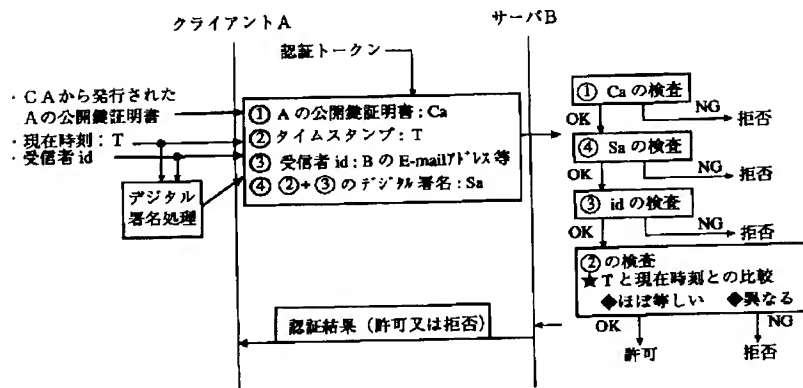 クライアントA
サーバB
認証トークン
・CAから発行された
Aの公開鍵証明書
・現在時刻：T
・受信者id
デジタル
署名処理
① Aの公開鍵証明書：Ca
② タイムスタンプ：T
③ 受信者id：BのE-mailアドレス等
④ ②+③のデジタル署名：Sa
① Caの検査
OK
NG
拒否
④ Saの検査
OK
NG
拒否
③ idの検査
OK
NG
拒否
②の検査
★Tと現在時刻との比較
◆ほぼ等しい ◆異なる
OK
NG
許可
拒否
認証結果（許可又は拒否）